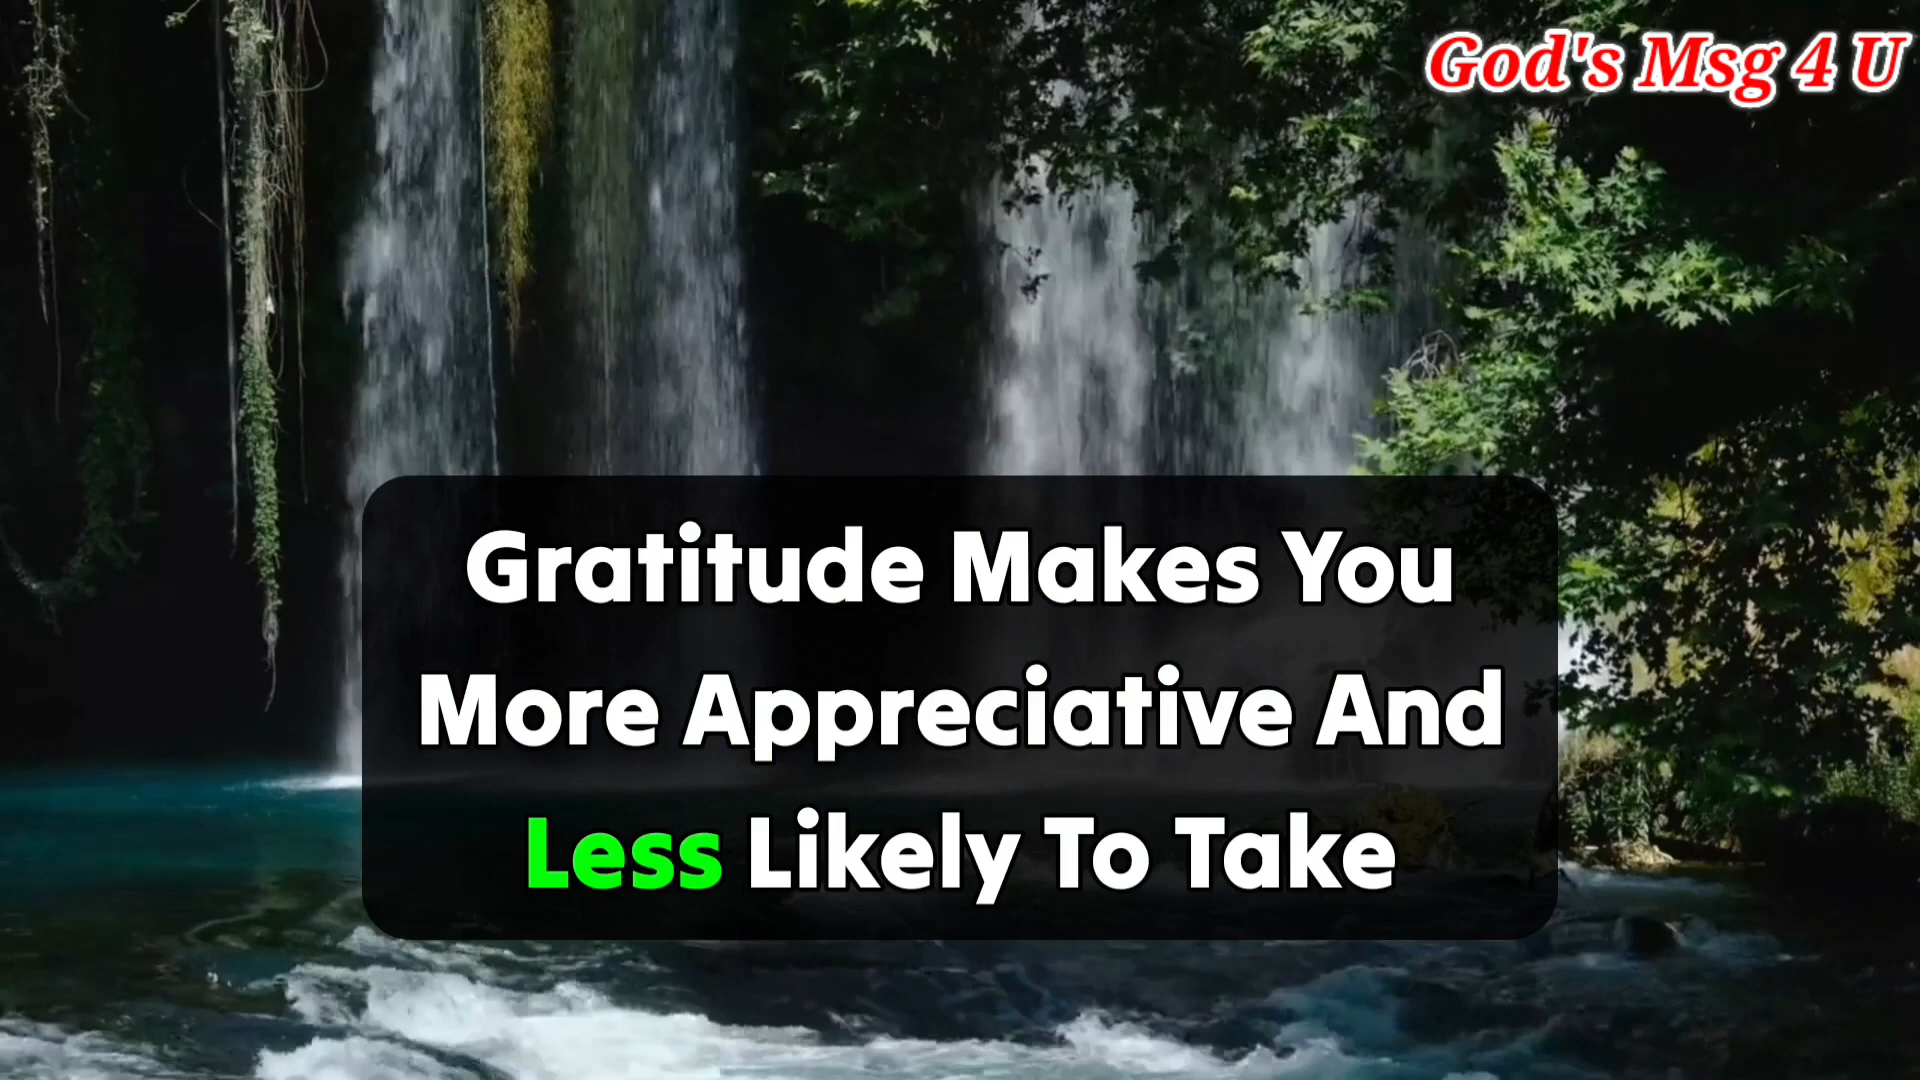 God's Msg 4 U
Gratitude Makes You
More Appreciative And
Less Likely To Take